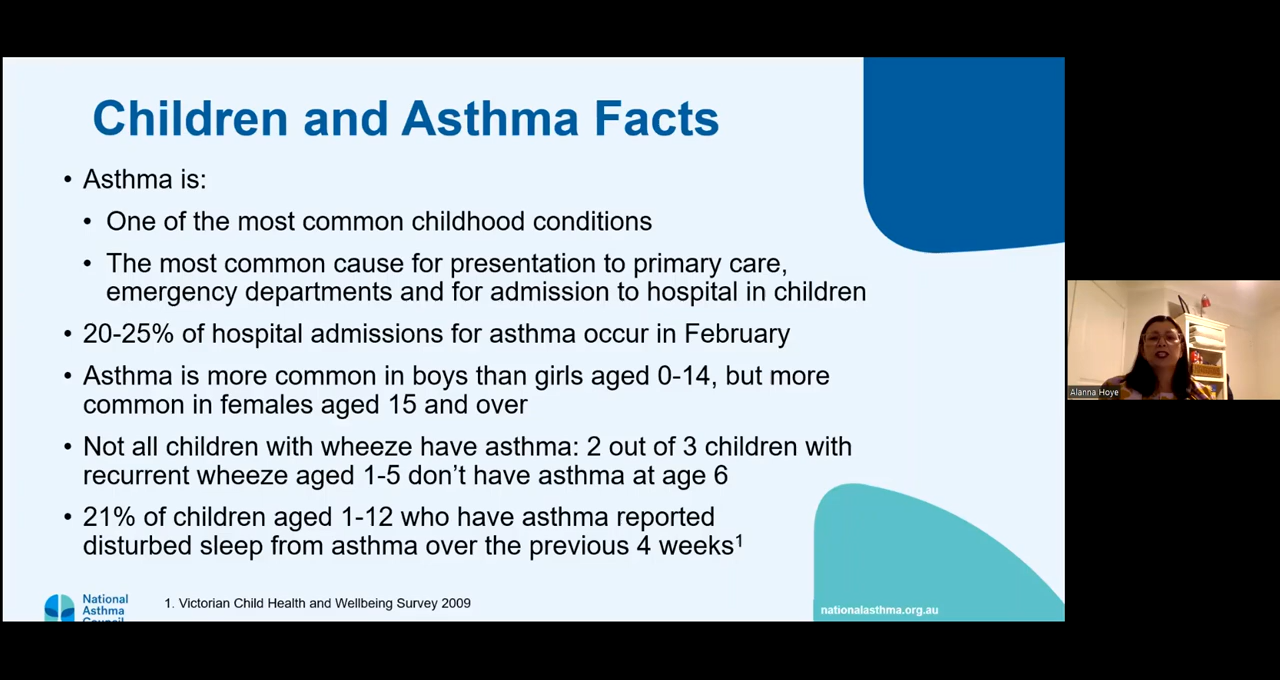 Children and Asthma Facts
• Asthma is:
• One of the most common childhood conditions
• The most common cause for presentation to primary care,
emergency departments and for admission to hospital in children
• 20-25% of hospital admissions for asthma occur in February
• Asthma is more common in boys than girls aged 0-14, but more
common in females aged 15 and over
• Not all children with wheeze have asthma: 2 out of 3 children with
recurrent wheeze aged 1-5 don’t have asthma at age 6
• 21% of children aged 1-12 who have asthma reported
disturbed sleep from asthma over the previous 4 weeks¹
National
Asthma
Council
1. Victorian Child Health and Wellbeing Survey 2009
nationalasthma.org.au
Alanna Hoye